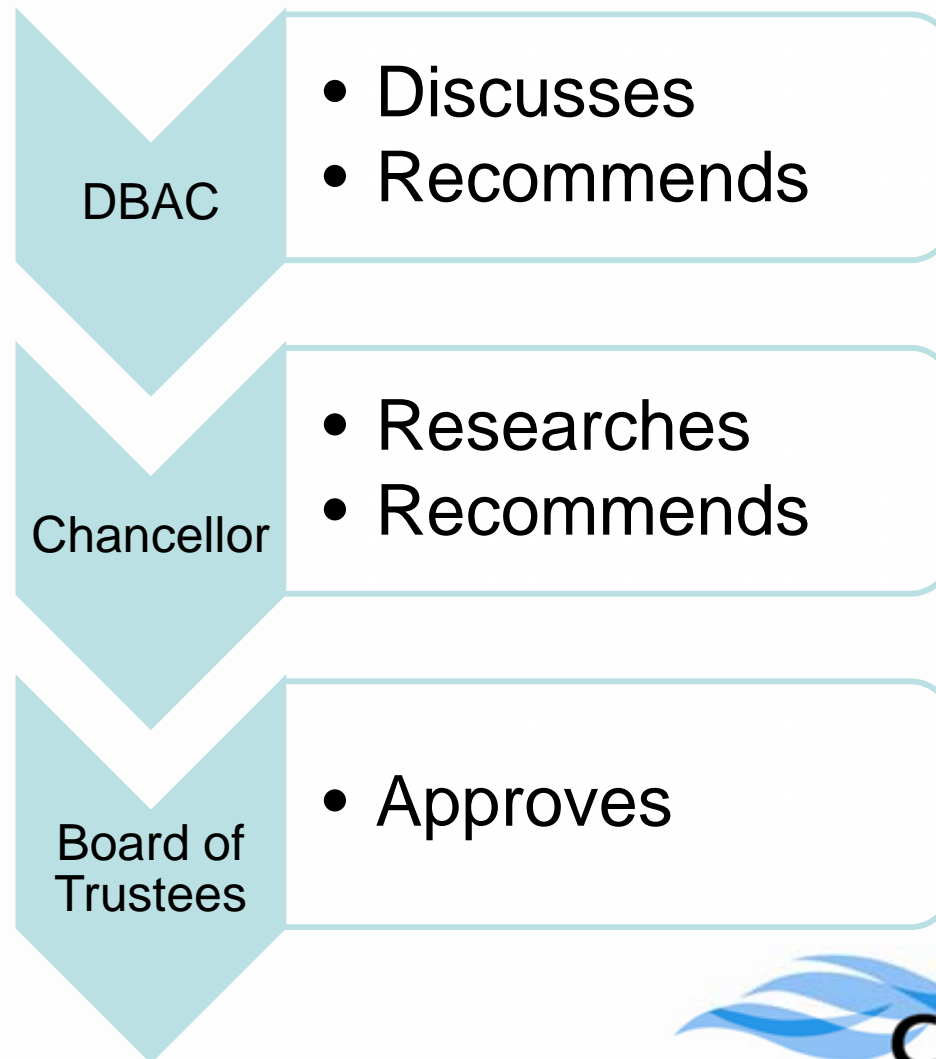 DBAC
• Discusses
• Recommends
Chancellor
• Researches
• Recommends
Board of
Trustees
• Approves